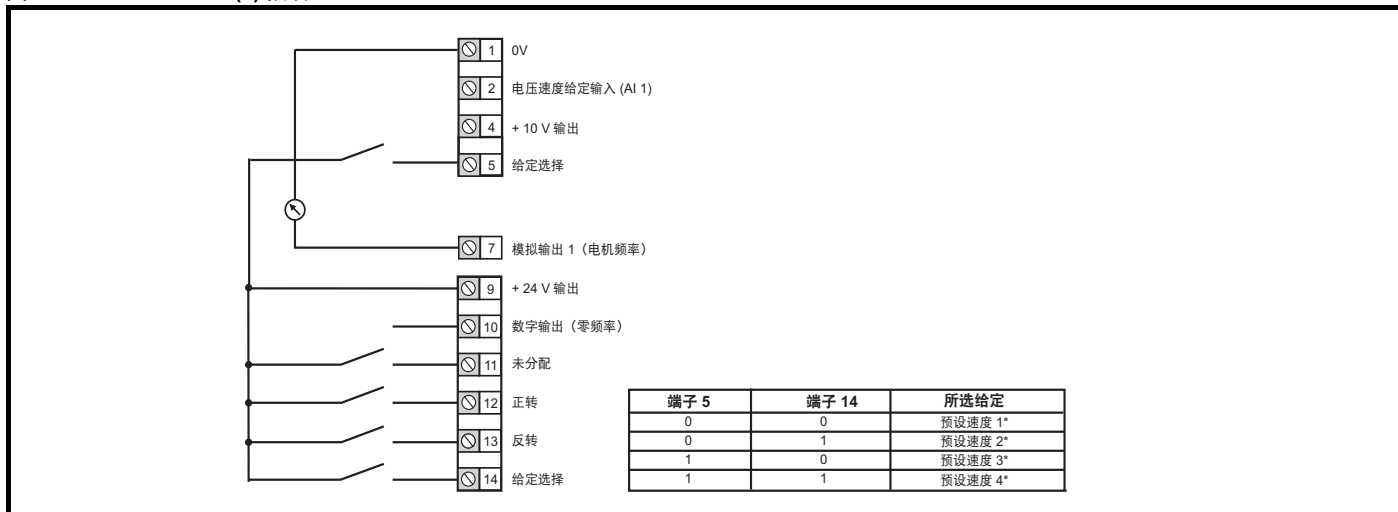 1 0V
2 电压速度给定输入 (AI 1)
4 + 10 V 输出
5 给定选择
7 模拟输出 1（电机频率）
9 + 24 V 输出
10 数字输出（零频率）
11 未分配
12 正转
13 反转
14 给定选择
端子 5 端子 14 所选给定
0 0 预设速度 1*
0 1 预设速度 2*
1 0 预设速度 3*
1 1 预设速度 4*